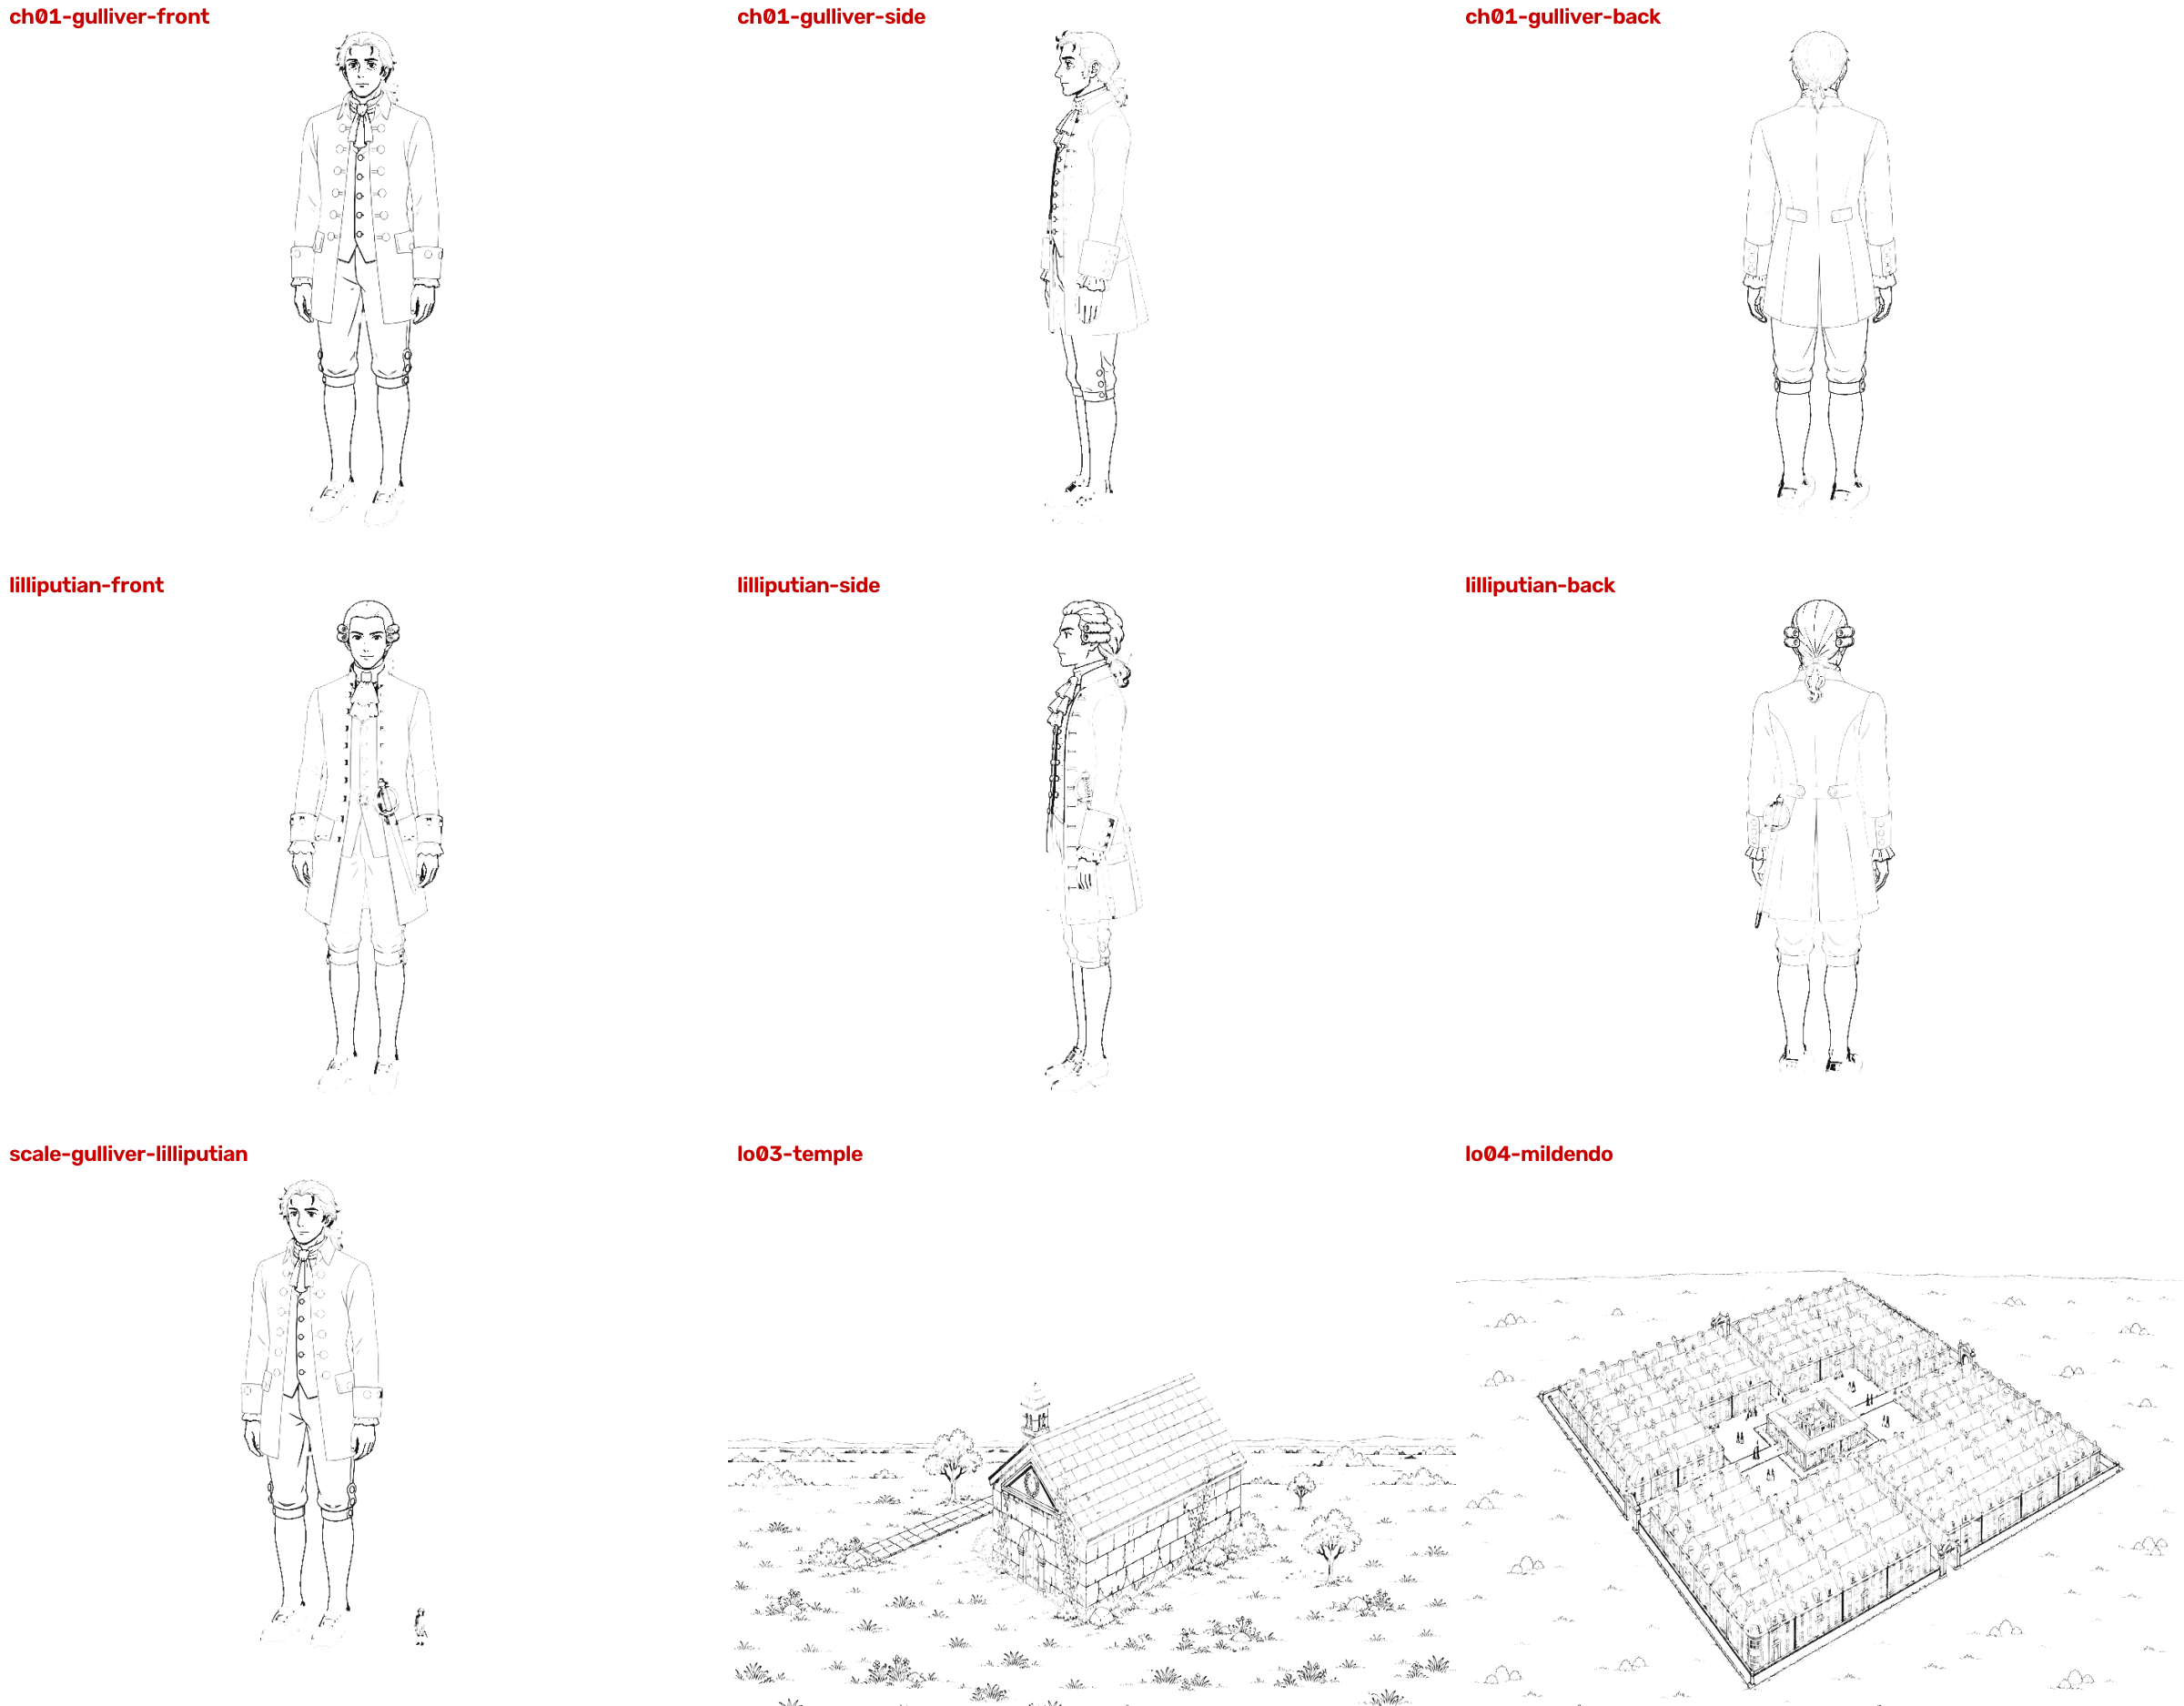 ch01-gulliver-front
ch01-gulliver-side
ch01-gulliver-back
lilliputian-front
lilliputian-side
lilliputian-back
scale-gulliver-lilliputian
lo03-temple
lo04-mildendo